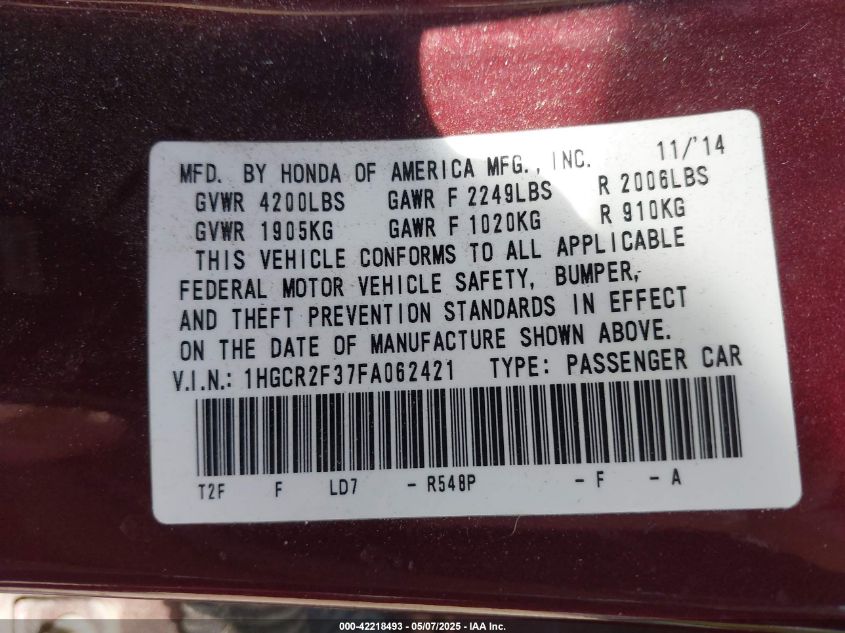 MFD. BY HONDA OF AMERICA MFG., INC. 11/'14
GVWR 4200LBS GAWR F 2249LBS R 2006LBS
GVWR 1905KG GAWR F 1020KG R 910KG
THIS VEHICLE CONFORMS TO ALL APPLICABLE
FEDERAL MOTOR VEHICLE SAFETY, BUMPER,
AND THEFT PREVENTION STANDARDS IN EFFECT
ON THE DATE OF MANUFACTURE SHOWN ABOVE.
V.I.N.: 1HGCR2F37FA062421 TYPE: PASSENGER CAR
T2F F LD7 - R548P - F - A
000-42218493 - 05/07/2025 - IAA Inc.